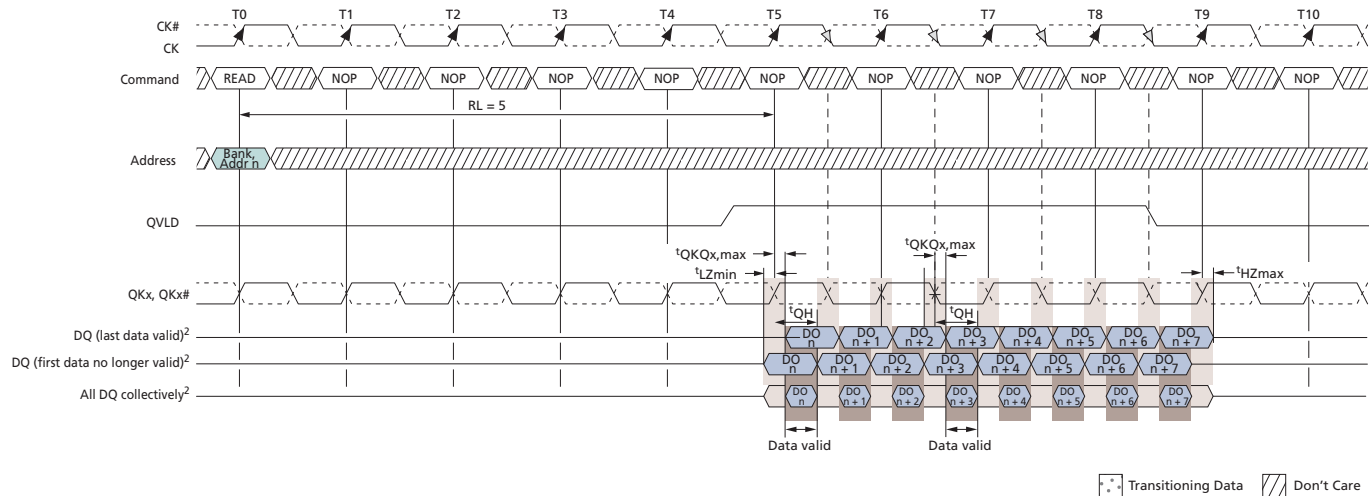 T0 T1 T2 T3 T4 T5 T6 T7 T8 T9 T10
CK#
CK
Command READ NOP NOP NOP NOP NOP NOP NOP NOP NOP NOP
RL = 5
Address Bank, Addr n
QVLD
tQKQx,max tQKQx,max
tLZmin tHZmax
QKx, QKx#
tQH tQH
DQ (last data valid)2 DO n DO n + 1 DO n + 2 DO n + 3 DO n + 4 DO n + 5 DO n + 6 DO n + 7
DQ (first data no longer valid)2 DO n DO n + 1 DO n + 2 DO n + 3 DO n + 4 DO n + 5 DO n + 6 DO n + 7
All DQ collectively2 DO n DO n + 1 DO n + 2 DO n + 3 DO n + 4 DO n + 5 DO n + 6 DO n + 7
Data valid Data valid
Transitioning Data Don't Care